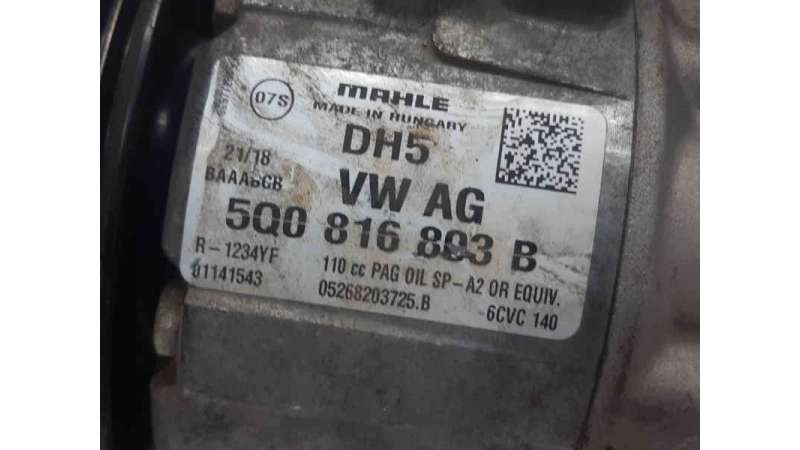 07S
MAHLE
MADE IN HUNGARY
DH5
21/18
BAAA6CB
VW AG
5Q0 816 803 B
R-1234YF
110 cc PAG OIL SP-A2 OR EQUIV.
01141543
05268203725.B
6CVC 140